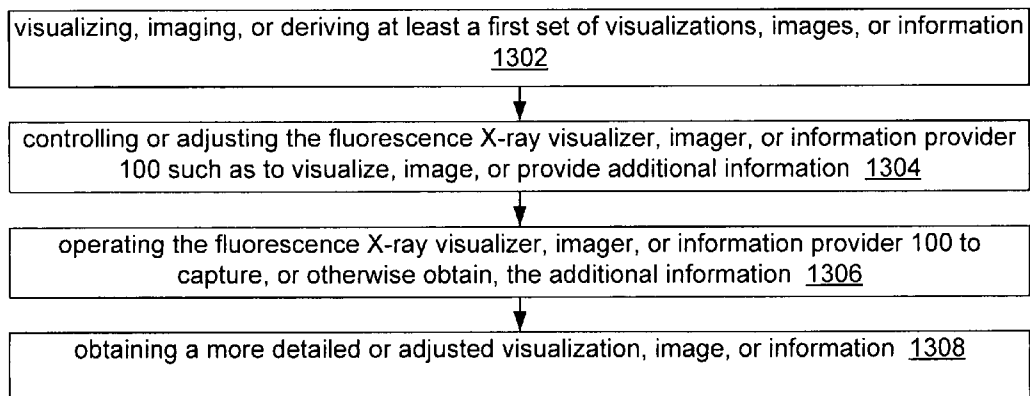 visualizing, imaging, or deriving at least a first set of visualizations, images, or information
1302
controlling or adjusting the fluorescence X-ray visualizer, imager, or information provider
100 such as to visualize, image, or provide additional information 1304
operating the fluorescence X-ray visualizer, imager, or information provider 100 to
capture, or otherwise obtain, the additional information 1306
obtaining a more detailed or adjusted visualization, image, or information 1308